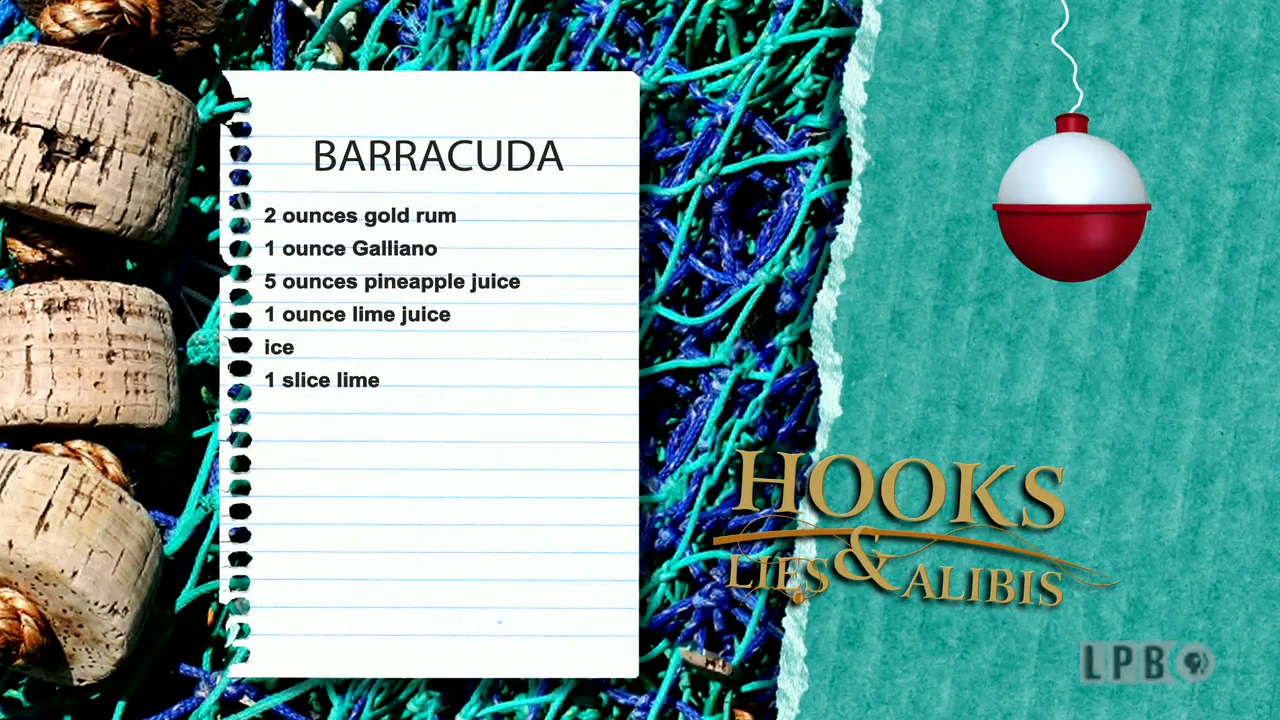 BARRACUDA
2 ounces gold rum
1 ounce Galliano
5 ounces pineapple juice
1 ounce lime juice
ice
1 slice lime
HOOKS
&
LIES ALIBIS
LPB